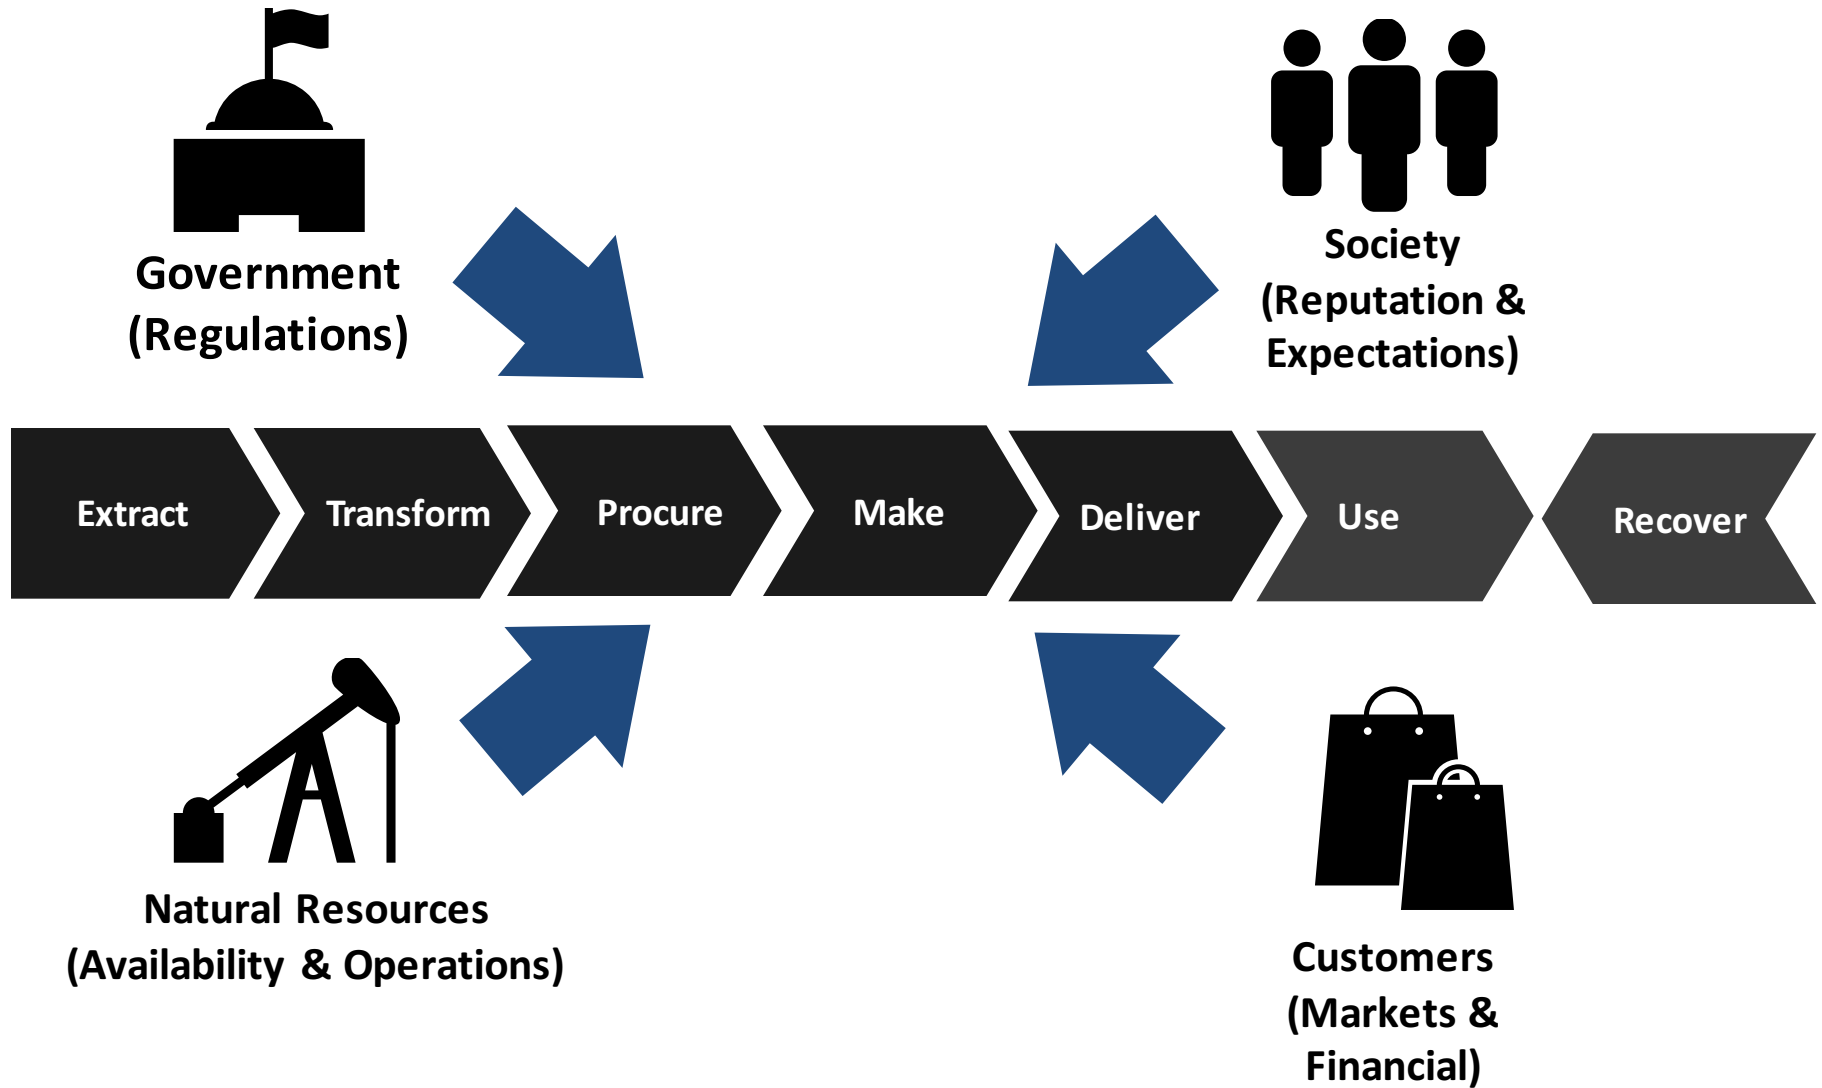 Government
(Regulations)
Society
(Reputation &
Expectations)
Extract
Transform
Procure
Make
Deliver
Use
Recover
Natural Resources
(Availability & Operations)
Customers
(Markets &
Financial)